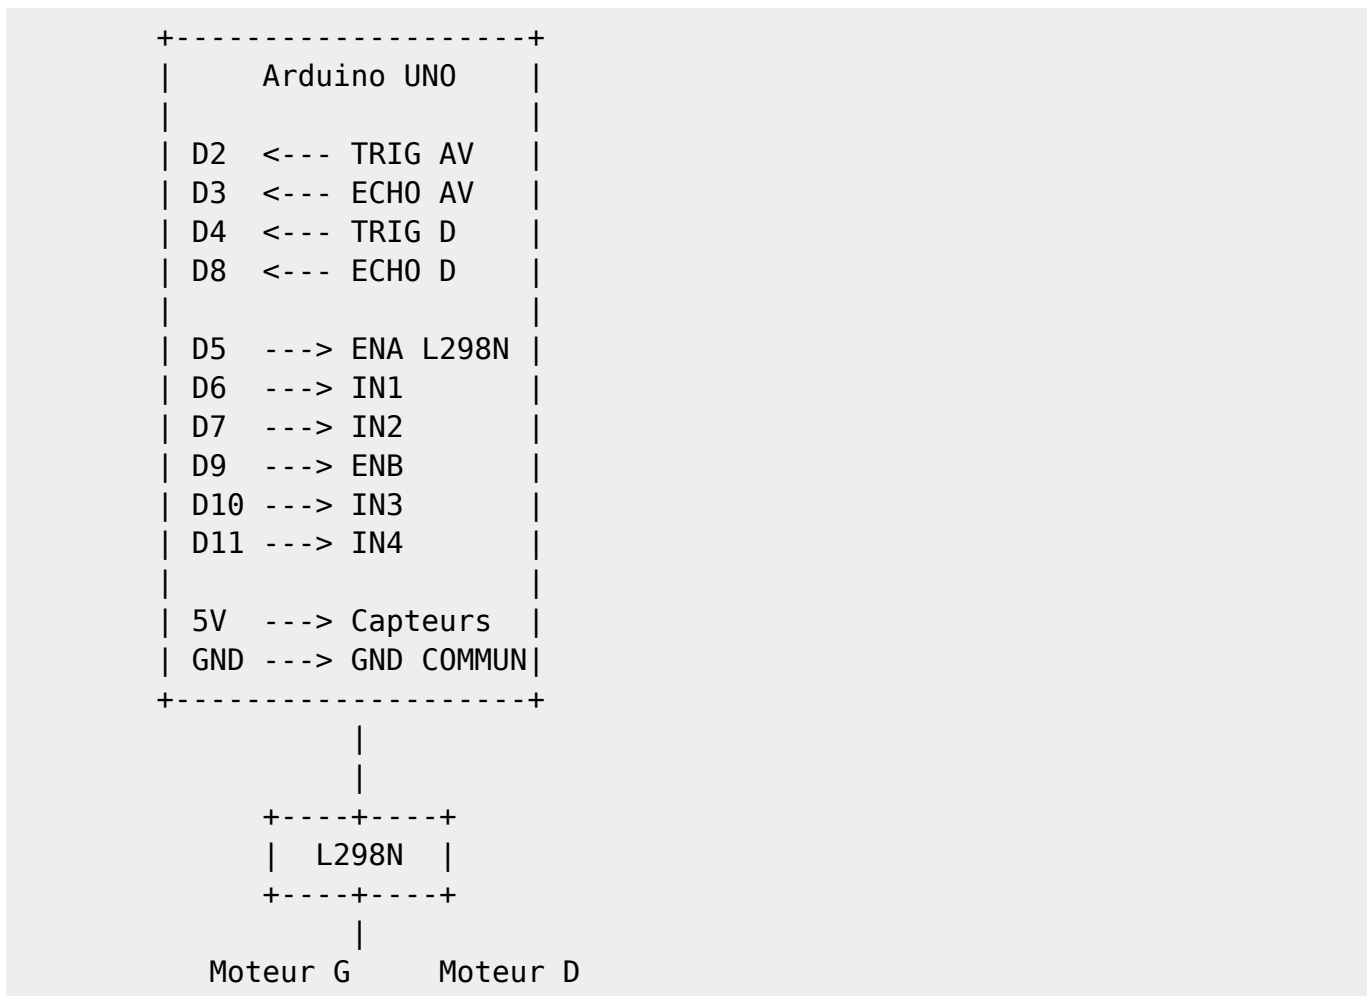 +--------------------+
|     Arduino UNO    |
|                    |
| D2  <--- TRIG AV   |
| D3  <--- ECHO AV   |
| D4  <--- TRIG D    |
| D8  <--- ECHO D    |
|                    |
| D5  ---> ENA L298N |
| D6  ---> IN1       |
| D7  ---> IN2       |
| D9  ---> ENB       |
| D10 ---> IN3       |
| D11 ---> IN4       |
|                    |
| 5V  ---> Capteurs  |
| GND ---> GND COMMUN|
+--------------------+
           |
           |
      +----+----+
      |  L298N  |
      +----+----+
           |
   Moteur G     Moteur D